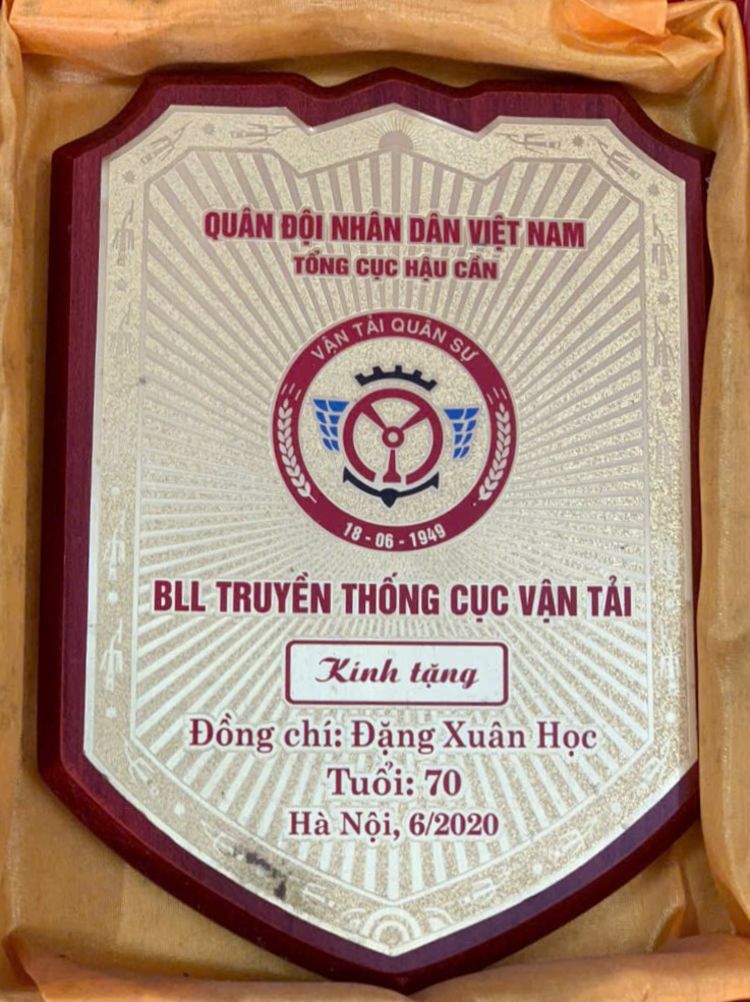 QUÂN ĐỘI NHÂN DÂN VIỆT NAM
TỔNG CỤC HẬU CẦN
VẬN TẢI QUÂN SỰ
18 - 06 - 1949
BLL TRUYỀN THỐNG CỤC VẬN TẢI
Kính tặng
Đồng chí: Đặng Xuân Học
Tuổi: 70
Hà Nội, 6/2020